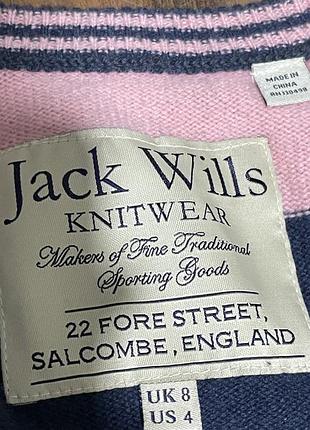 MADE IN
CHINA
RN110498
Jack Wills
KNITWEAR
Makers of Fine Traditional
Sporting Goods
22 FORE STREET,
SALCOMBE, ENGLAND
UK 8
US 4